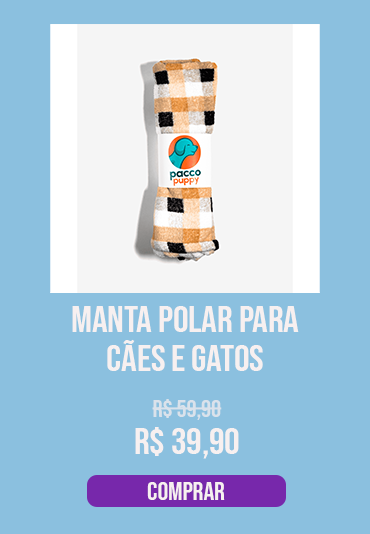 pacco
puppy
MANTA POLAR PARA
CÃES E GATOS
R$ 59,90
R$ 39,90
COMPRAR